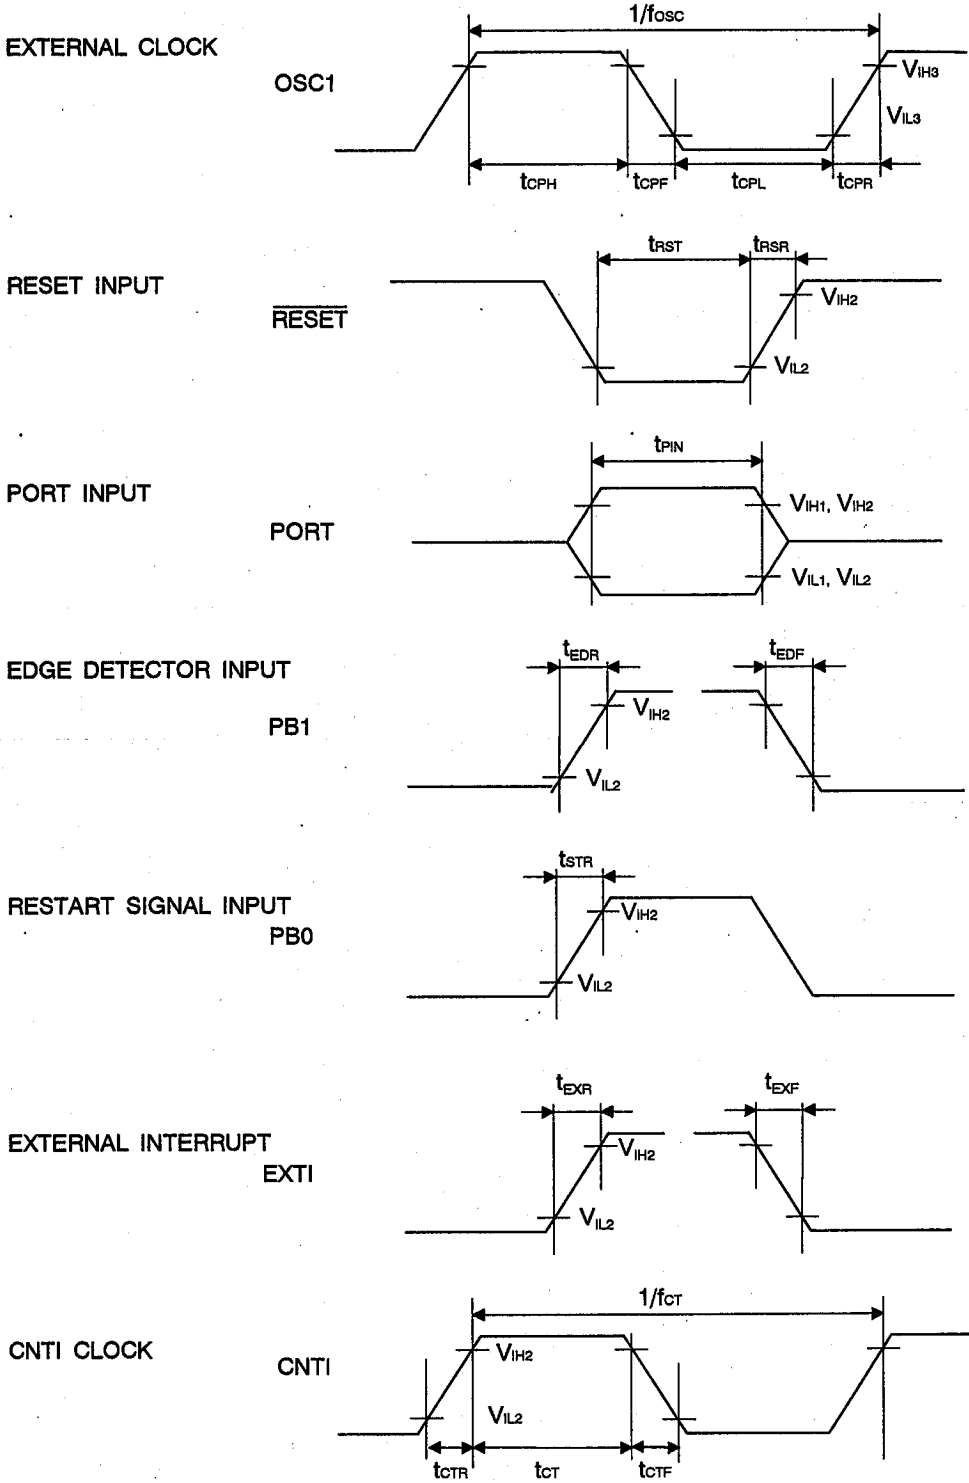 1/fOSC
EXTERNAL CLOCK
OSC1
VIH3
VIL3
tCPH tCPF tCPL tCPR
tRST tRSR
RESET INPUT
RESET
VIH2
VIL2
tPIN
PORT INPUT
PORT
VIH1, VIH2
VIL1, VIL2
EDGE DETECTOR INPUT
tEDR tEDF
PB1
VIH2
VIL2
tSTR
RESTART SIGNAL INPUT
PB0
VIH2
VIL2
tEXR tEXF
EXTERNAL INTERRUPT
EXTI
VIH2
VIL2
1/fCT
CNTI CLOCK
CNTI
VIH2
VIL2
tCTR tCT tCTF